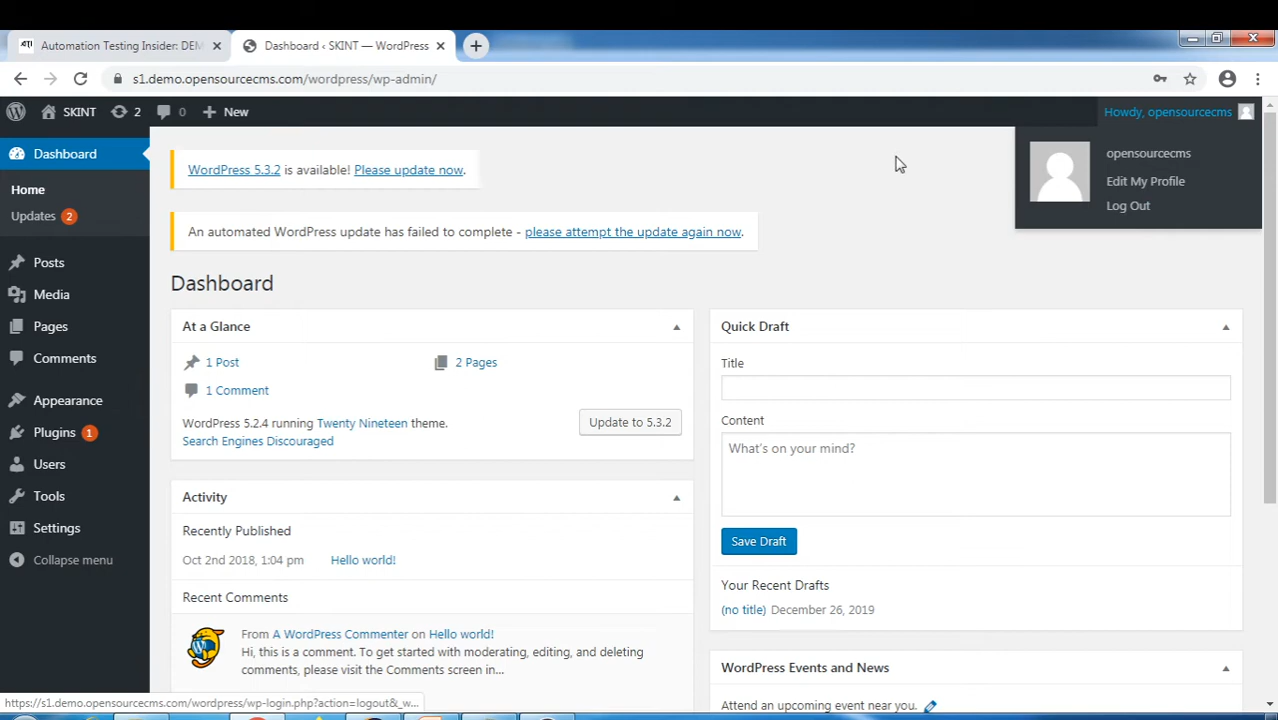 ATI Automation Testing Insider: DEM
Dashboard ‹ SKINT — WordPress
s1.demo.opensourcecms.com/wordpress/wp-admin/
SKINT 2 0 New
Howdy, opensourcecms
opensourcecms
Edit My Profile
Log Out
Dashboard
Home
Updates 2
Posts
Media
Pages
Comments
Appearance
Plugins 1
Users
Tools
Settings
Collapse menu
WordPress 5.3.2 is available! Please update now.
An automated WordPress update has failed to complete - please attempt the update again now.
Dashboard
At a Glance
1 Post
2 Pages
1 Comment
WordPress 5.2.4 running Twenty Nineteen theme.
Update to 5.3.2
Search Engines Discouraged
Activity
Recently Published
Oct 2nd 2018, 1:04 pm Hello world!
Recent Comments
From A WordPress Commenter on Hello world!
Hi, this is a comment. To get started with moderating, editing, and deleting
comments, please visit the Comments screen in...
Quick Draft
Title
Content
What's on your mind?
Save Draft
Your Recent Drafts
(no title) December 26, 2019
WordPress Events and News
Attend an upcoming event near you.
https://s1.demo.opensourcecms.com/wordpress/wp-login.php?action=logout&_w...